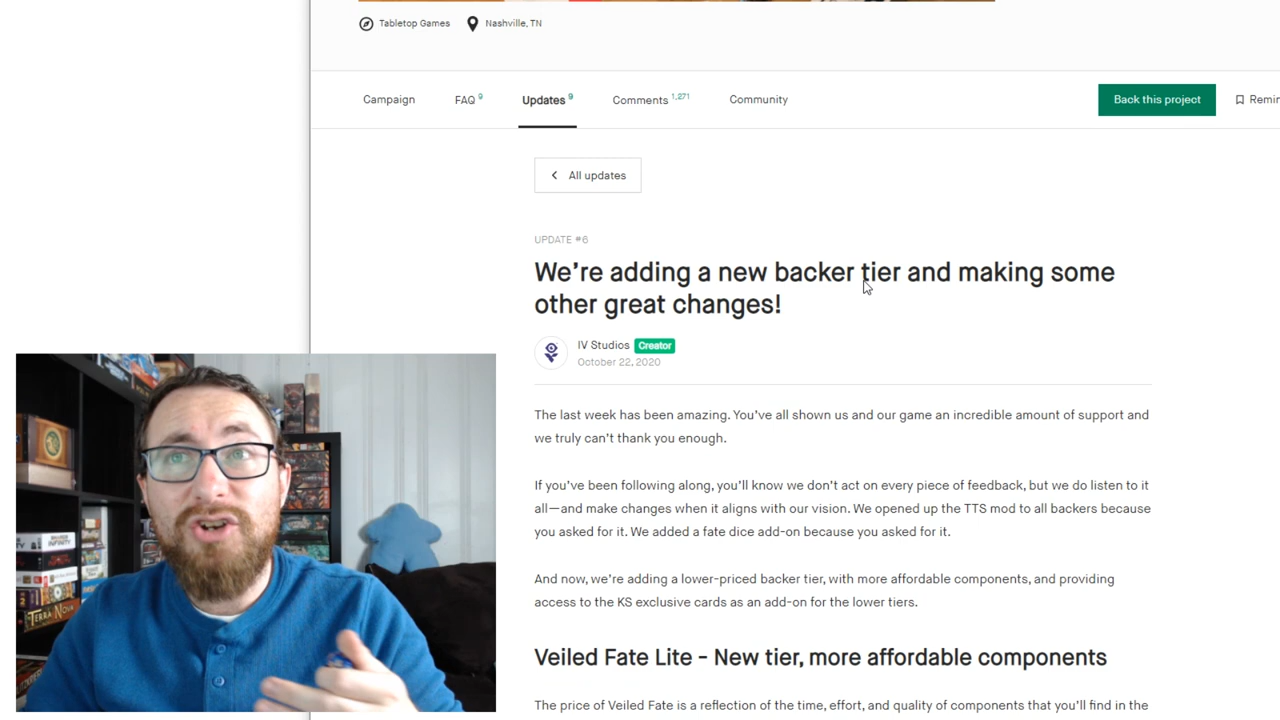 Tabletop Games Nashville, TN
Campaign FAQ 9 Updates 9 Comments 1,271 Community Back this project Remin
All updates
UPDATE #6
We're adding a new backer tier and making some
other great changes!
IV Studios Creator
October 22, 2020
The last week has been amazing. You've all shown us and our game an incredible amount of support and
we truly can't thank you enough.
If you've been following along, you'll know we don't act on every piece of feedback, but we do listen to it
all—and make changes when it aligns with our vision. We opened up the TTS mod to all backers because
you asked for it. We added a fate dice add-on because you asked for it.
And now, we're adding a lower-priced backer tier, with more affordable components, and providing
access to the KS exclusive cards as an add-on for the lower tiers.
Veiled Fate Lite - New tier, more affordable components
The price of Veiled Fate is a reflection of the time, effort, and quality of components that you'll find in the
TERRA NOVA